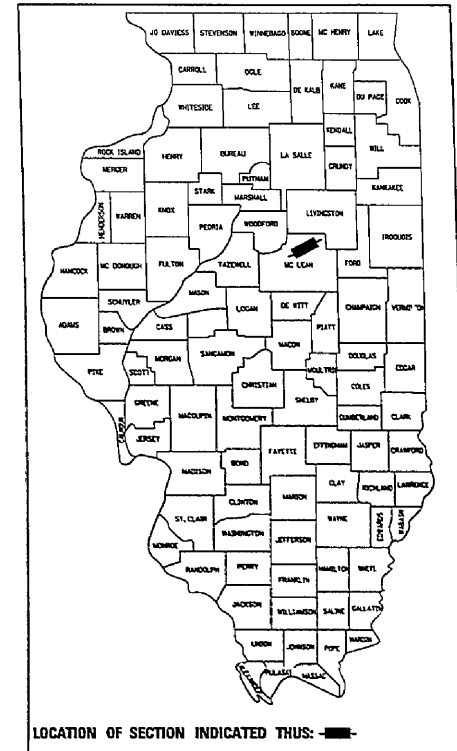 JO DAVIESS STEVENSON WINNEBAGO BOONE MC HENRY LAKE
CARROLL OGLE
DE KALB KANE COOK
DU PAGE
WHITESIDE LEE
KENDALL
WILL
ROCK ISLAND HENRY BUREAU LA SALLE GRUNDY
MERCER
PUTNAM KANKAKEE
STARK
MARSHALL
HENDERSON WARREN KNOX LIVINGSTON
PEORIA WOODFORD IROQUOIS
HANCOCK MC DONOUGH FULTON TAZEWELL MC LEAN FORD
MASON
SCHUYLER LOGAN DE WITT CHAMPAIGN
ADAMS BROWN CASS PIATT
MACON
MORGAN SANGAMON DOUGLAS EDGAR
PIKE SCOTT COLES
CHRISTIAN SHELBY
GREENE MACOUPIN MONTGOMERY CUMBERLAND CLARK
JERSEY FAYETTE EFFINGHAM JASPER CRAWFORD
BOND
MADISON CLAY RICHLAND LAWRENCE
CLINTON MARION
ST. CLAIR WAYNE EDWARDS WABASH
WASHINGTON JEFFERSON
MONROE
RANDOLPH PERRY HAMILTON
FRANKLIN
JACKSON WILLIAMSON SALINE GALLATIN
UNION JOHNSON POPE
MASSAC
LOCATION OF SECTION INDICATED THUS: